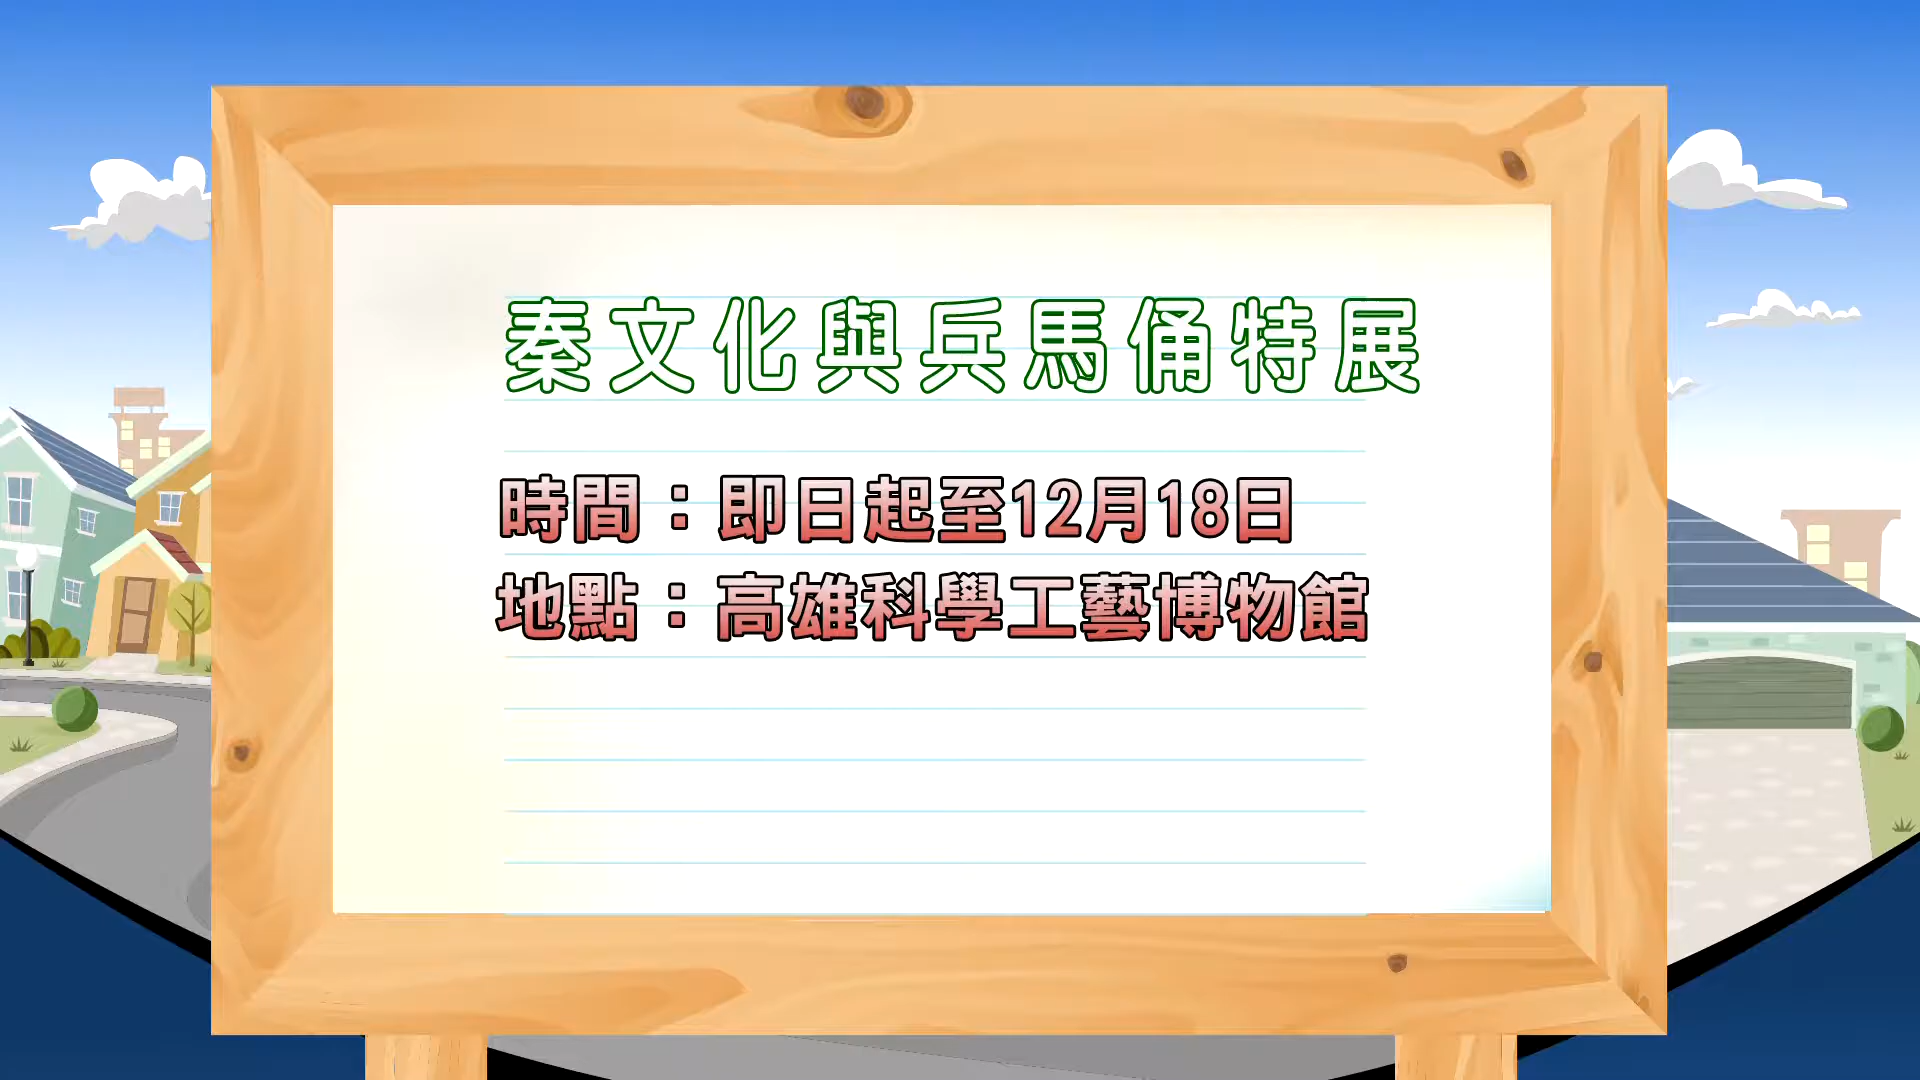 秦文化與兵馬俑特展
時間：即日起至12月18日
地點：高雄科學工藝博物館